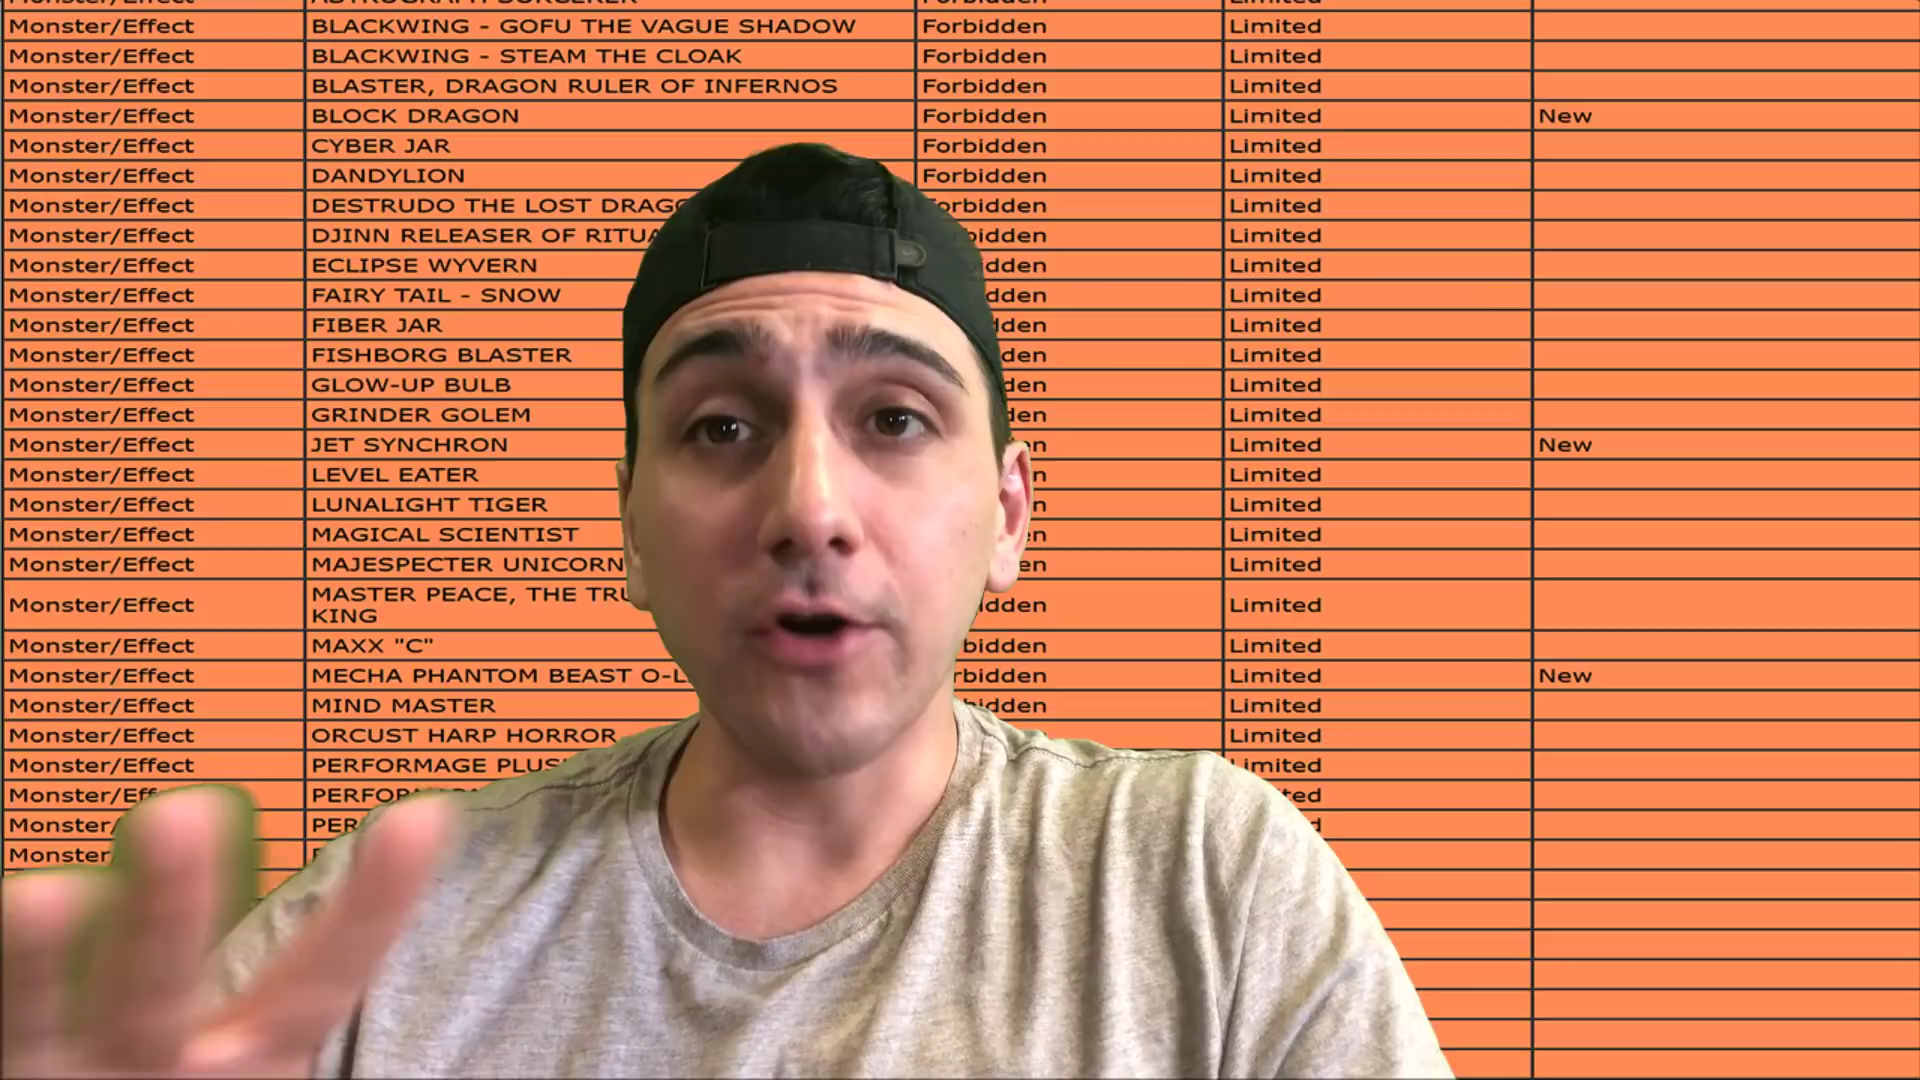 Monster/Effect BLACKWING - GOFU THE VAGUE SHADOW Forbidden Limited
Monster/Effect BLACKWING - STEAM THE CLOAK Forbidden Limited
Monster/Effect BLASTER, DRAGON RULER OF INFERNOS Forbidden Limited
Monster/Effect BLOCK DRAGON Forbidden Limited New
Monster/Effect CYBER JAR Forbidden Limited
Monster/Effect DANDYLION Forbidden Limited
Monster/Effect DESTRUDO THE LOST Limited
Monster/Effect DJINN RELEASER OF Limited
Monster/Effect ECLIPSE WYVERN Limited
Monster/Effect FAIRY TAIL - SNOW Limited
Monster/Effect FIBER JAR Limited
Monster/Effect FISHBORG BLASTER Limited
Monster/Effect GLOW-UP BULB Limited
Monster/Effect GRINDER GOLEM Limited
Monster/Effect JET SYNCHRON Limited New
Monster/Effect LEVEL EATER Limited
Monster/Effect LUNALIGHT TIGER Limited
Monster/Effect MAGICAL SCIENTIST Limited
Monster/Effect MAJESPECTER UNICORN Limited
Monster/Effect MASTER PEACE, THE Limited
KING
Monster/Effect MAXX "C" Limited
Monster/Effect MECHA PHANTOM BEAST Limited New
Monster/Effect MIND MASTER Limited
Monster/Effect ORCUST HARP HORROR Limited
Monster/Effect PERFORMAGE